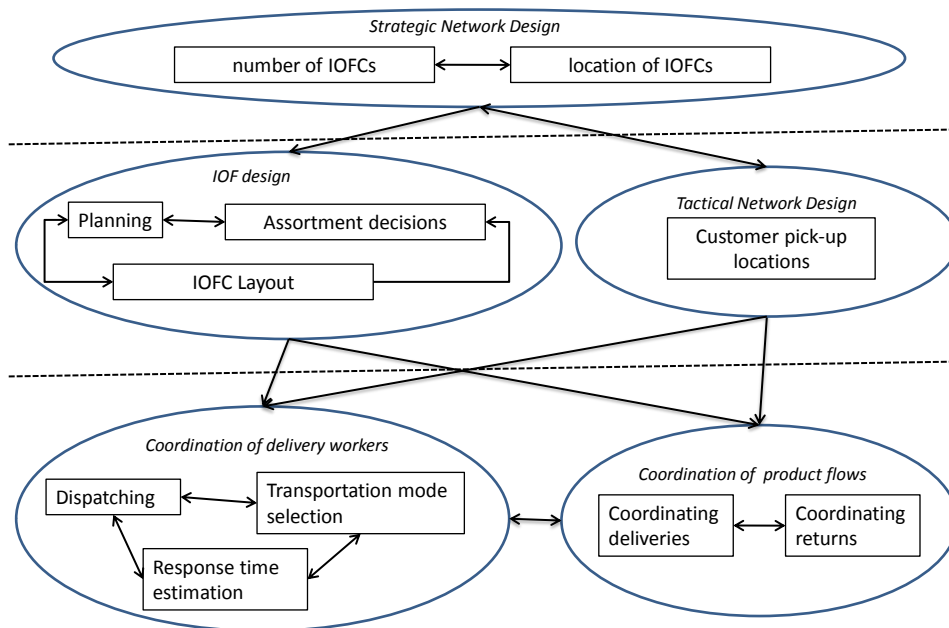 Strategic Network Design
number of IOFCs
location of IOFCs
IOF design
Planning
Assortment decisions
IOFC Layout
Tactical Network Design
Customer pick-up
locations
Coordination of delivery workers
Dispatching
Transportation mode
selection
Response time
estimation
Coordination of product flows
Coordinating
deliveries
Coordinating
returns